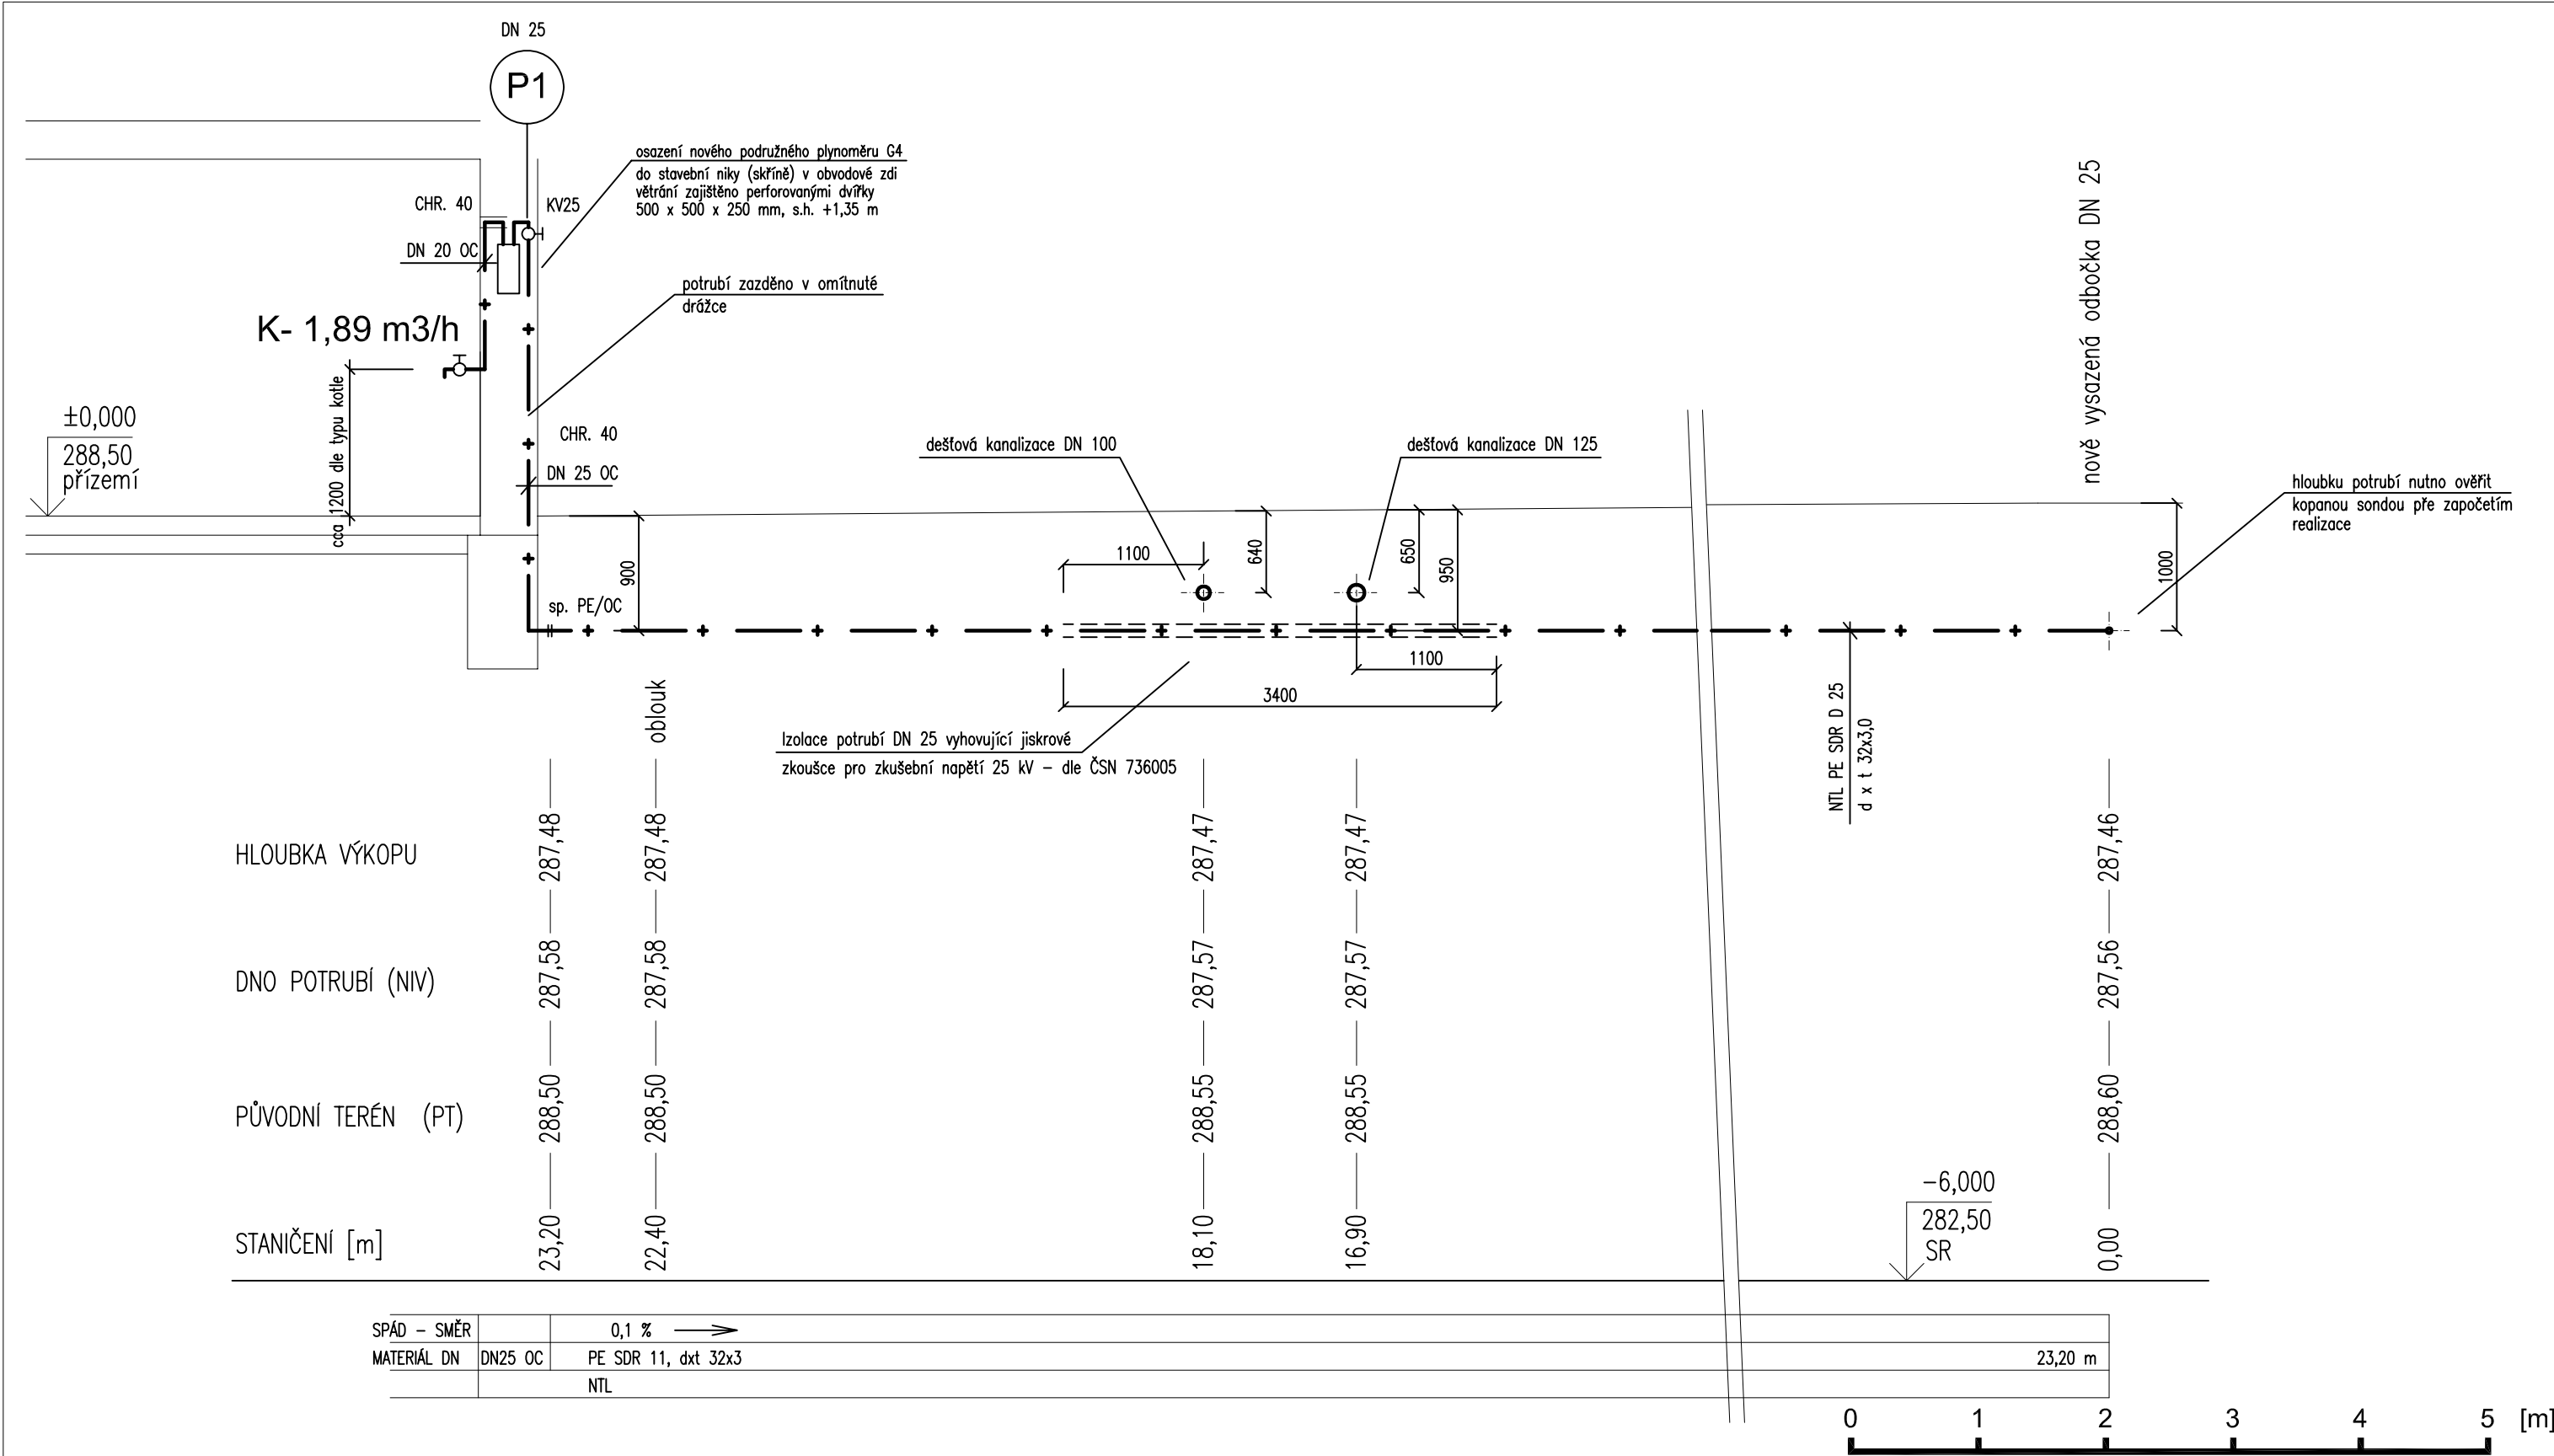 DN 25
P1
osazení nového podružného plynoměru G4
do stavební niky (skříně) v obvodové zdi
větrání zajištěno perforovanými dvířky
500 x 500 x 250 mm, s.h. +1,35 m
CHR. 40
KV25
DN 20 OC
potrubí zazděno v omítnuté
drážce
K- 1,89 m3/h
cca 1200 dle typu kotle
±0,000
288,50
přízemí
CHR. 40
DN 25 OC
dešťová kanalizace DN 100
dešťová kanalizace DN 125
nově vysazená odbočka DN 25
hloubku potrubí nutno ověřit
kopanou sondou pře započetím
realizace
900
1100
640
650
950
1000
sp. PE/OC
1100
3400
oblouk
Izolace potrubí DN 25 vyhovující jiskrové
zkoušce pro zkušební napětí 25 kV – dle ČSN 736005
NTL PE SDR D 25
d x t 32x3,0
HLOUBKA VÝKOPU 287,48 287,48 287,47 287,47 287,46
DNO POTRUBÍ (NIV) 287,58 287,58 287,57 287,57 287,56
PŮVODNÍ TERÉN (PT) 288,50 288,50 288,55 288,55 288,60
-6,000
282,50
SR
STANIČENÍ [m] 23,20 22,40 18,10 16,90 0,00
SPÁD – SMĚR 0,1 %
MATERIÁL DN DN25 OC PE SDR 11, dxt 32x3 23,20 m
NTL
0 1 2 3 4 5 [m]